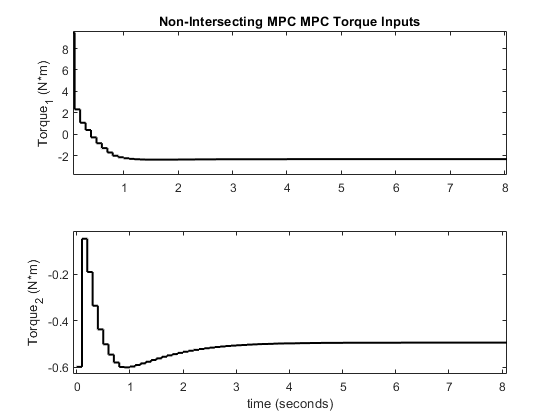 Non-Intersecting MPC MPC Torque Inputs
8
6
4
2
0
-2
Torque1 (N*m)
1 2 3 4 5 6 7 8
-0.2
-0.4
-0.6
Torque2 (N*m)
0 1 2 3 4 5 6 7 8
time (seconds)